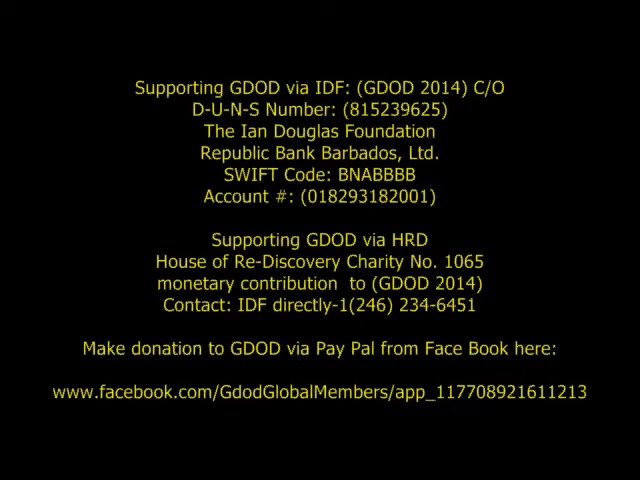 Supporting GDOD via IDF: (GDOD 2014) C/O
D-U-N-S Number: (815239625)
The Ian Douglas Foundation
Republic Bank Barbados, Ltd.
SWIFT Code: BNABBBB
Account #: (018293182001)
Supporting GDOD via HRD
House of Re-Discovery Charity No. 1065
monetary contribution to (GDOD 2014)
Contact: IDF directly-1(246) 234-6451
Make donation to GDOD via Pay Pal from Face Book here:
www.facebook.com/GdodGlobalMembers/app_117708921611213